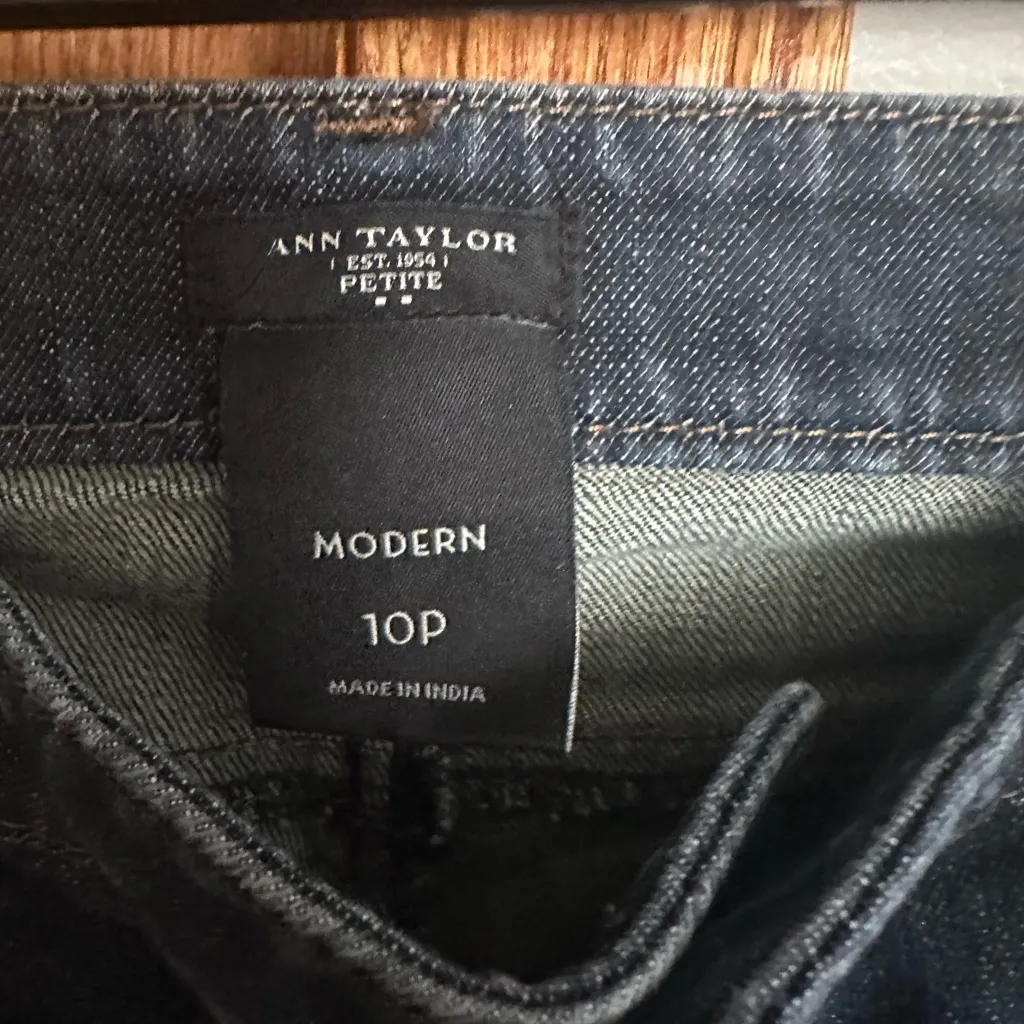 ANN TAYLOR
EST. 1954
PETITE
MODERN
10P
MADE IN INDIA